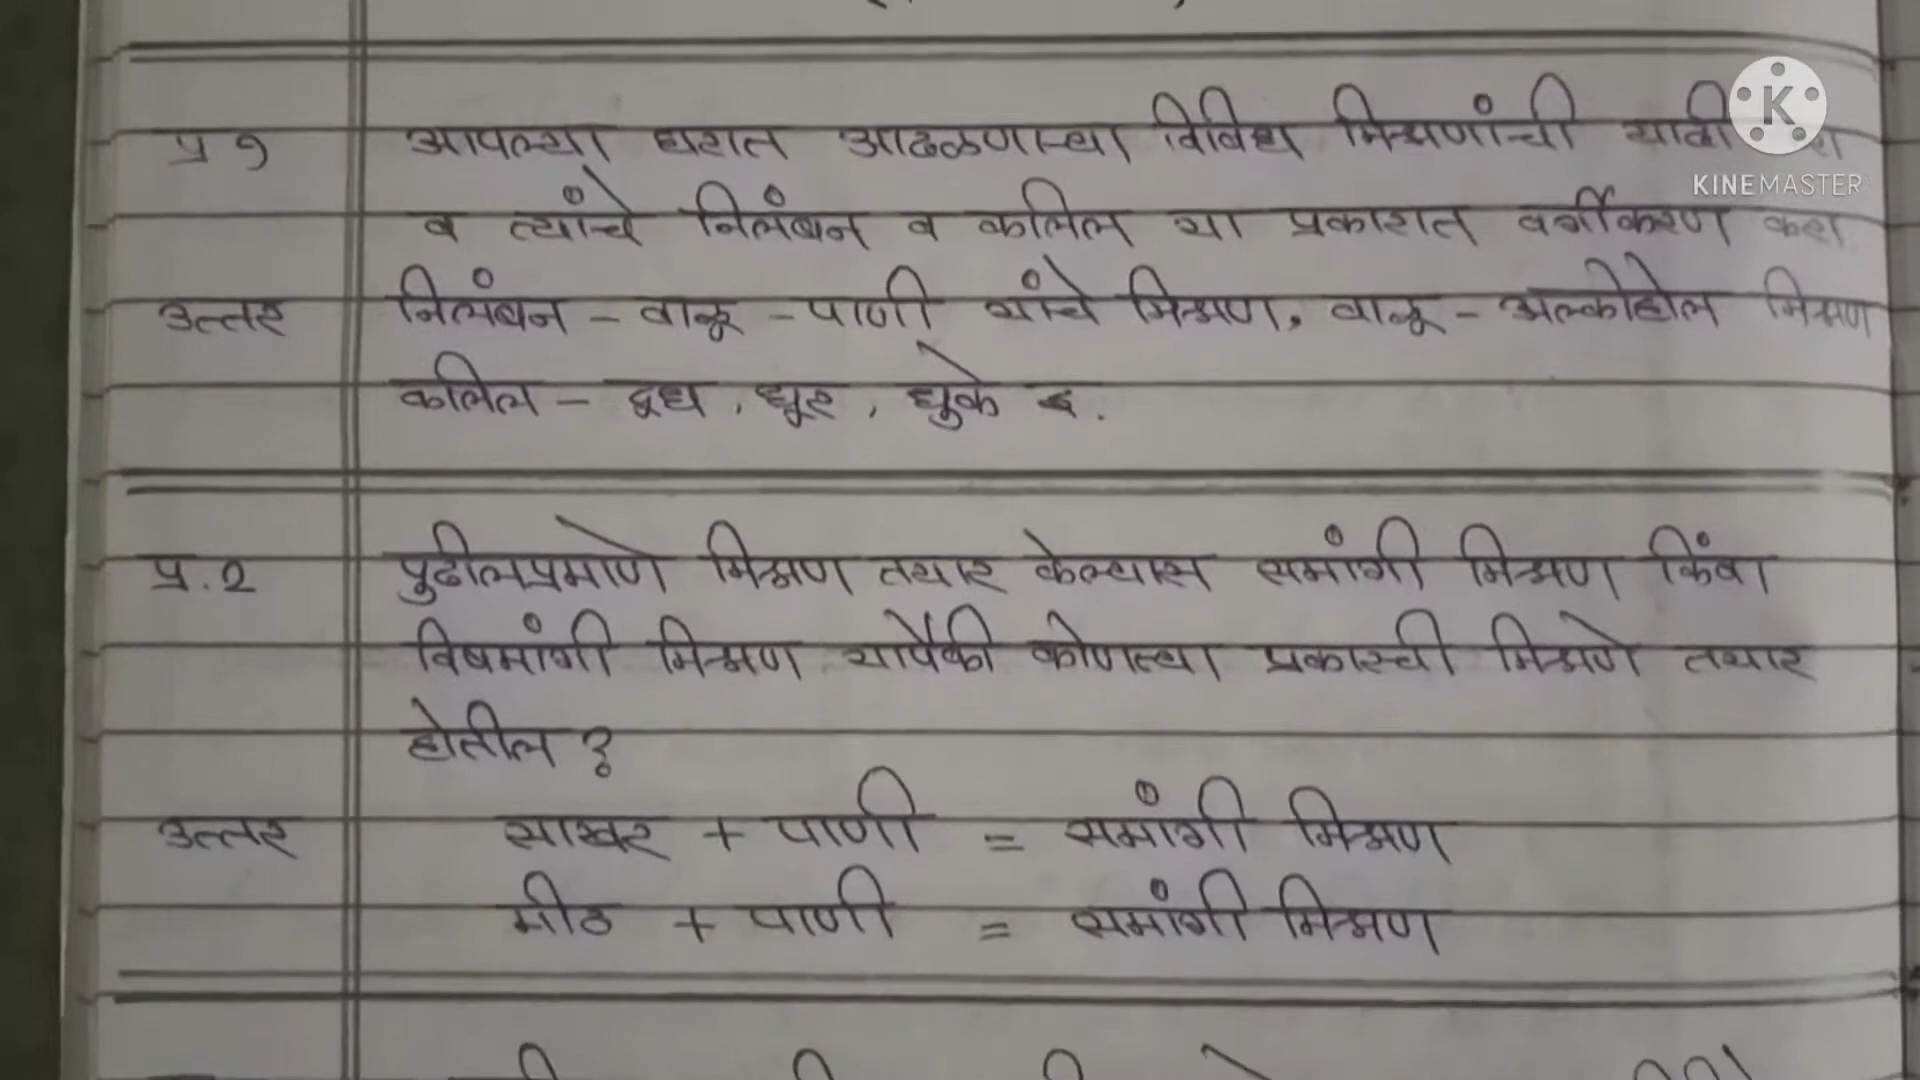 प्र १ आपल्या घरात आढळणाऱ्या विविध मिश्रणांची यादी
व त्यांचे निलंबन व कलिल या प्रकारात वर्गीकरण करा
उत्तर निलंबन - वाळू - पाणी यांचे मिश्रण, वाळू - अल्कोहोल मिश्रण
कलिल - दूध, धूर, धुके इ.
प्र. 2 पुढीलप्रमाणे मिश्रण तयार केल्यास समांगी मिश्रण किंवा
विषमांगी मिश्रण यांपैकी कोणत्या प्रकारची मिश्रणे तयार
होतील ?
उत्तर साखर + पाणी = समांगी मिश्रण
मीठ + पाणी = समांगी मिश्रण
K
KINEMASTER